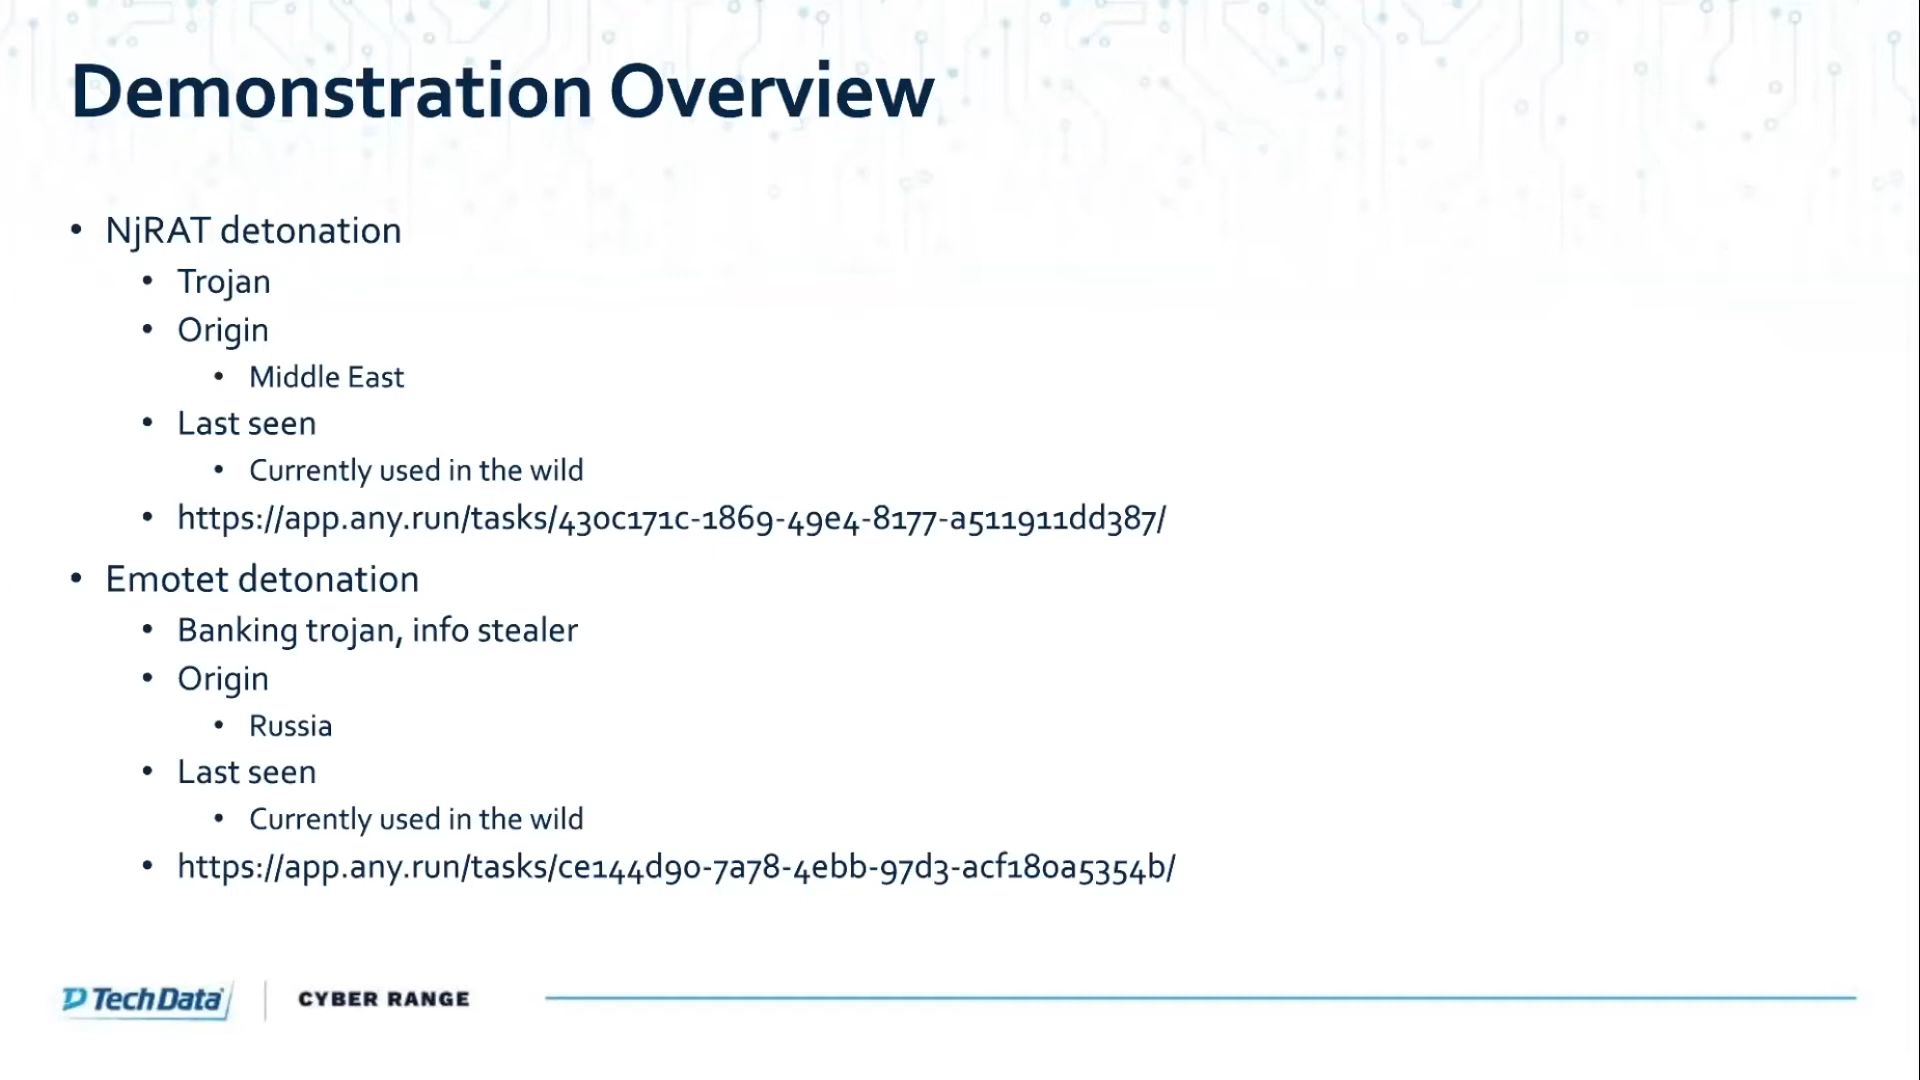 Demonstration Overview
• NjRAT detonation
• Trojan
• Origin
• Middle East
• Last seen
• Currently used in the wild
• https://app.any.run/tasks/430c171c-1869-49e4-8177-a511911dd387/
• Emotet detonation
• Banking trojan, info stealer
• Origin
• Russia
• Last seen
• Currently used in the wild
• https://app.any.run/tasks/ce144d90-7a78-4ebb-97d3-acf180a5354b/
Tech Data CYBER RANGE